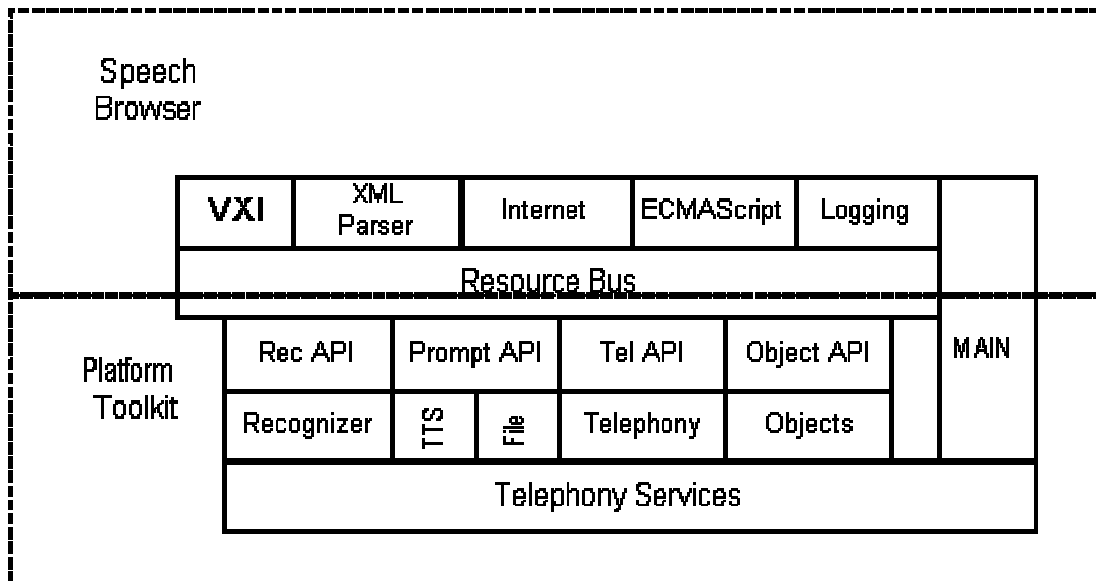 Speech
Browser
VXI
XML
Parser
Internet
ECMAScript
Logging
Resource Bus
Platform
Toolkit
Rec API
Prompt API
Tel API
Object API
MAIN
Recognizer
TTS
File
Telephony
Objects
Telephony Services